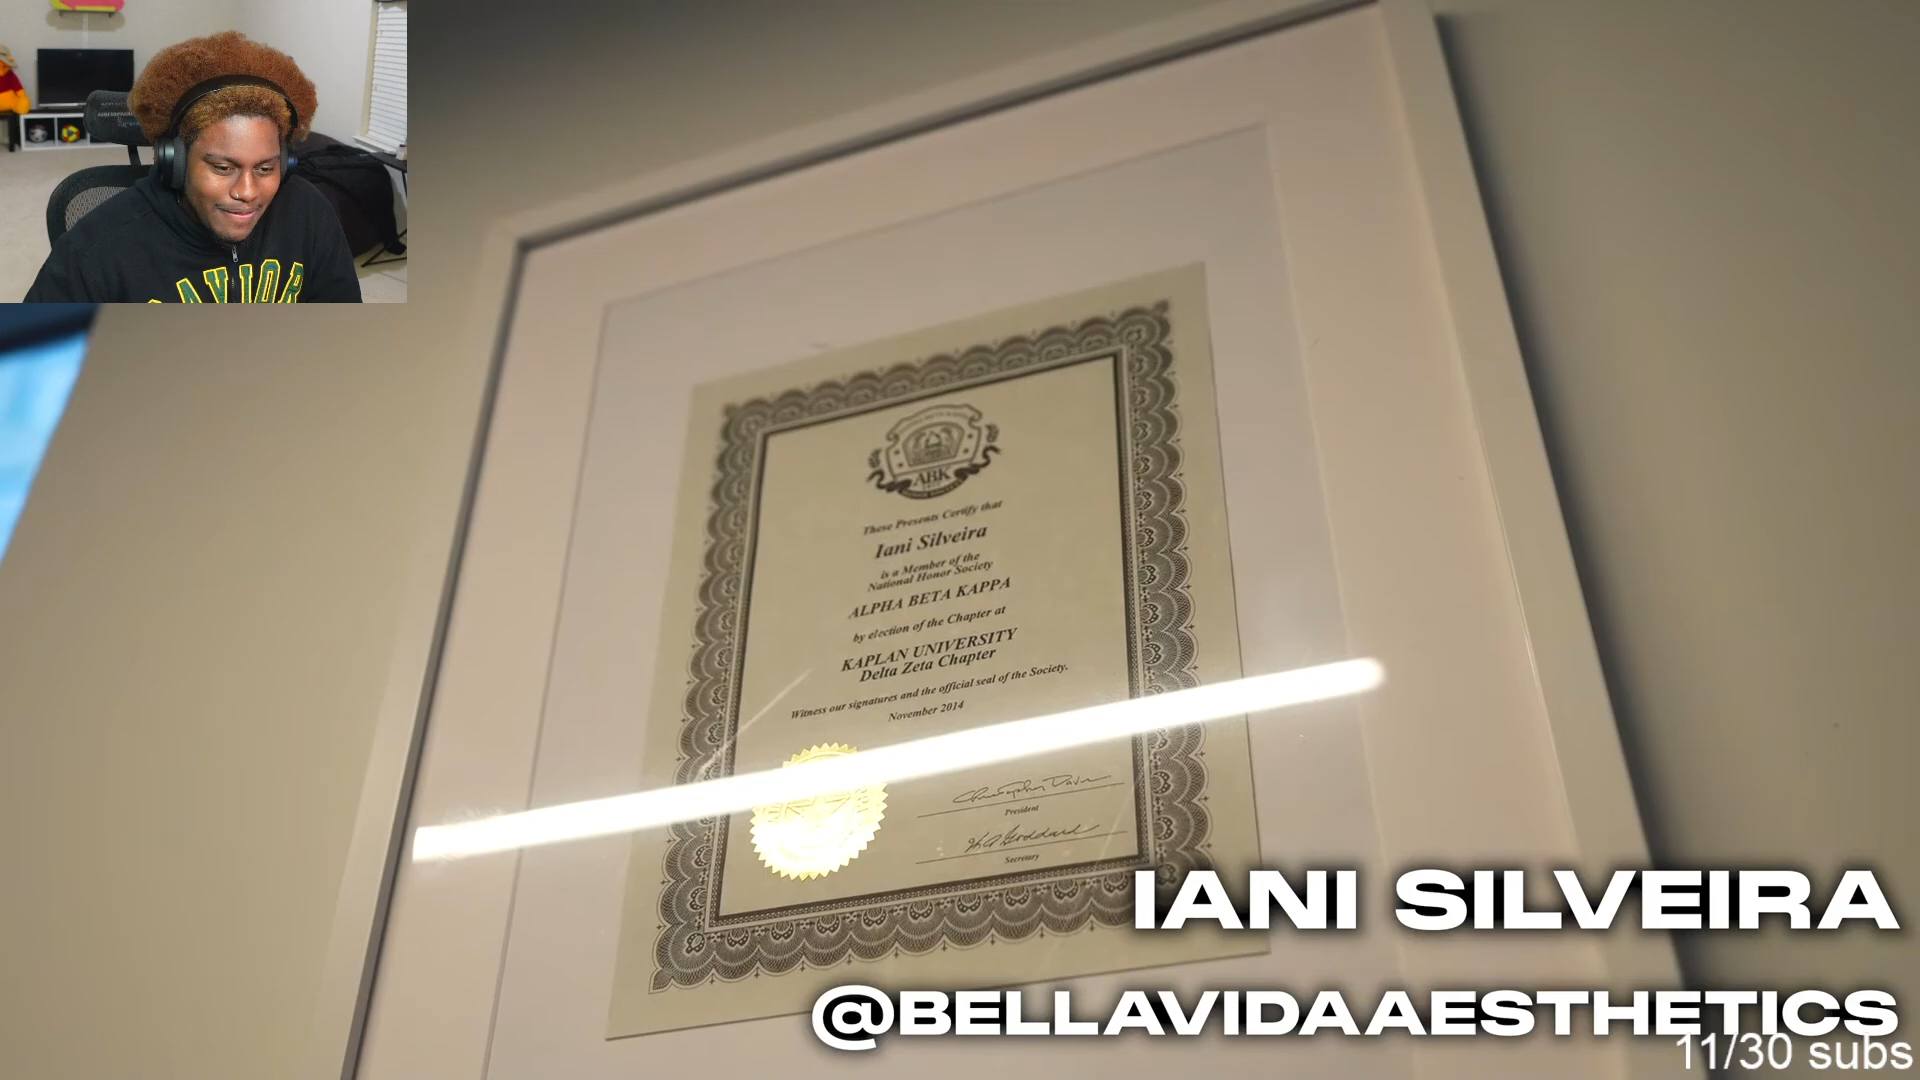 SAVIOR
ABK
These Presents Certify that
Iani Silveira
is a Member of the
National Honor Society
ALPHA BETA KAPPA
by election of the Chapter at
KAPLAN UNIVERSITY
Delta Zeta Chapter
Witness our signatures and the official seal of the Society.
November 2014
President
Secretary
IANI SILVEIRA
@BELLAVIDAAESTHETICS
11/30 subs